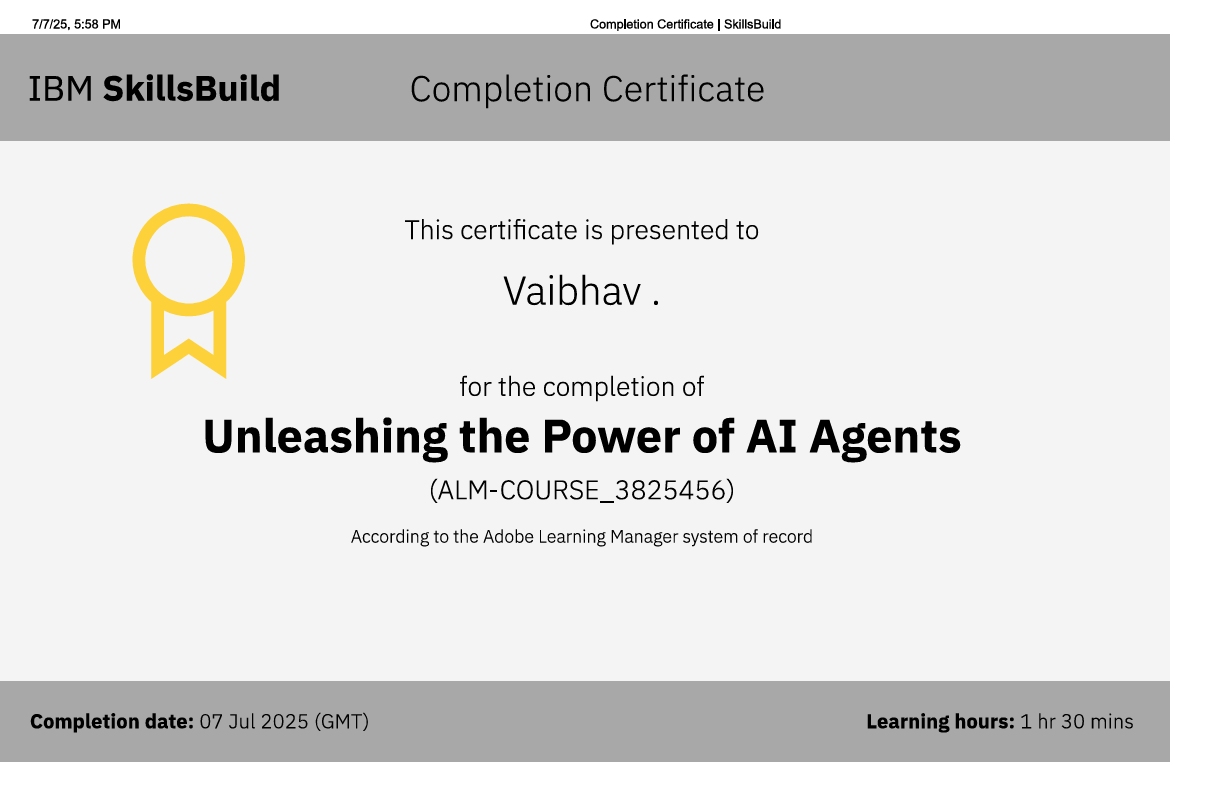 7/7/25, 5:58 PM Completion Certificate | SkillsBuild
IBM SkillsBuild Completion Certificate
This certificate is presented to
Vaibhav .
for the completion of
Unleashing the Power of AI Agents
(ALM-COURSE_3825456)
According to the Adobe Learning Manager system of record
Completion date: 07 Jul 2025 (GMT) Learning hours: 1 hr 30 mins